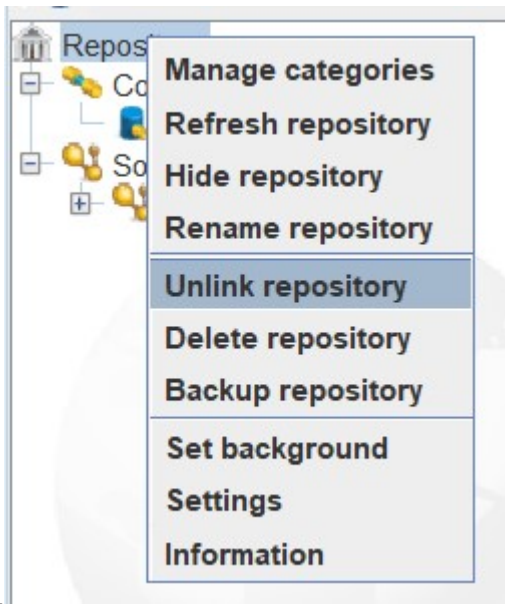 Repos
Co
So
Manage categories
Refresh repository
Hide repository
Rename repository
Unlink repository
Delete repository
Backup repository
Set background
Settings
Information